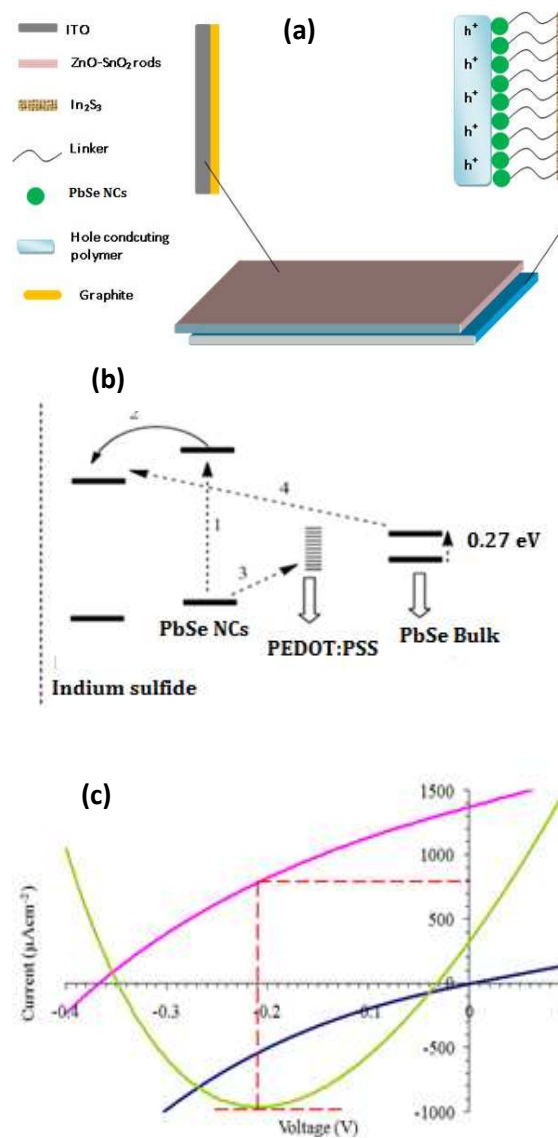 (a)
ITO
ZnO-SnO₂ rods
In₂S₃
Linker
PbSe NCs
Hole condcuting
polymer
Graphite
h⁺
h⁺
h⁺
h⁺
h⁺
(b)
2
4
1
3
0.27 eV
PbSe NCs
PEDOT:PSS
PbSe Bulk
Indium sulfide
(c)
1500
1000
500
0
-0.4
-0.3
-0.2
0.1
0
-500
-1000
Current (μAcm⁻²)
Voltage (V)